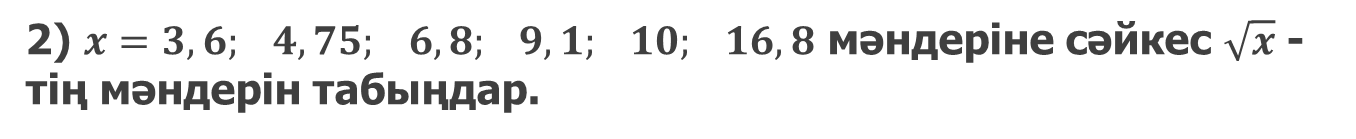 2) x = 3,6; 4,75; 6,8; 9,1; 10; 16,8 мәндеріне сәйкес √x -
тің мәндерін табыңдар.